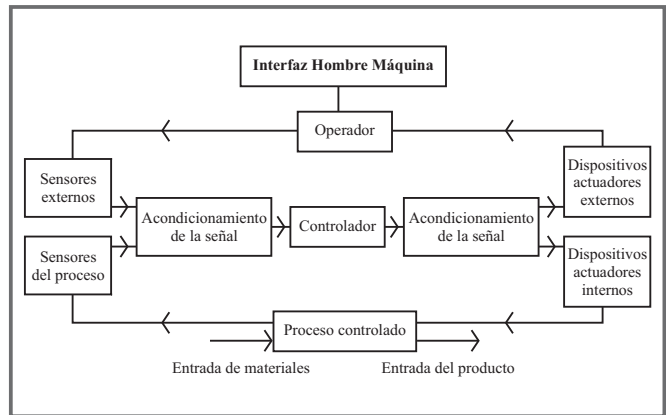 Interfaz Hombre Máquina
Operador
Sensores
externos
Dispositivos
actuadores
externos
Acondicionamiento
de la señal
Controlador
Acondicionamiento
de la señal
Sensores
del proceso
Dispositivos
actuadores
internos
Proceso controlado
Entrada de materiales
Entrada del producto